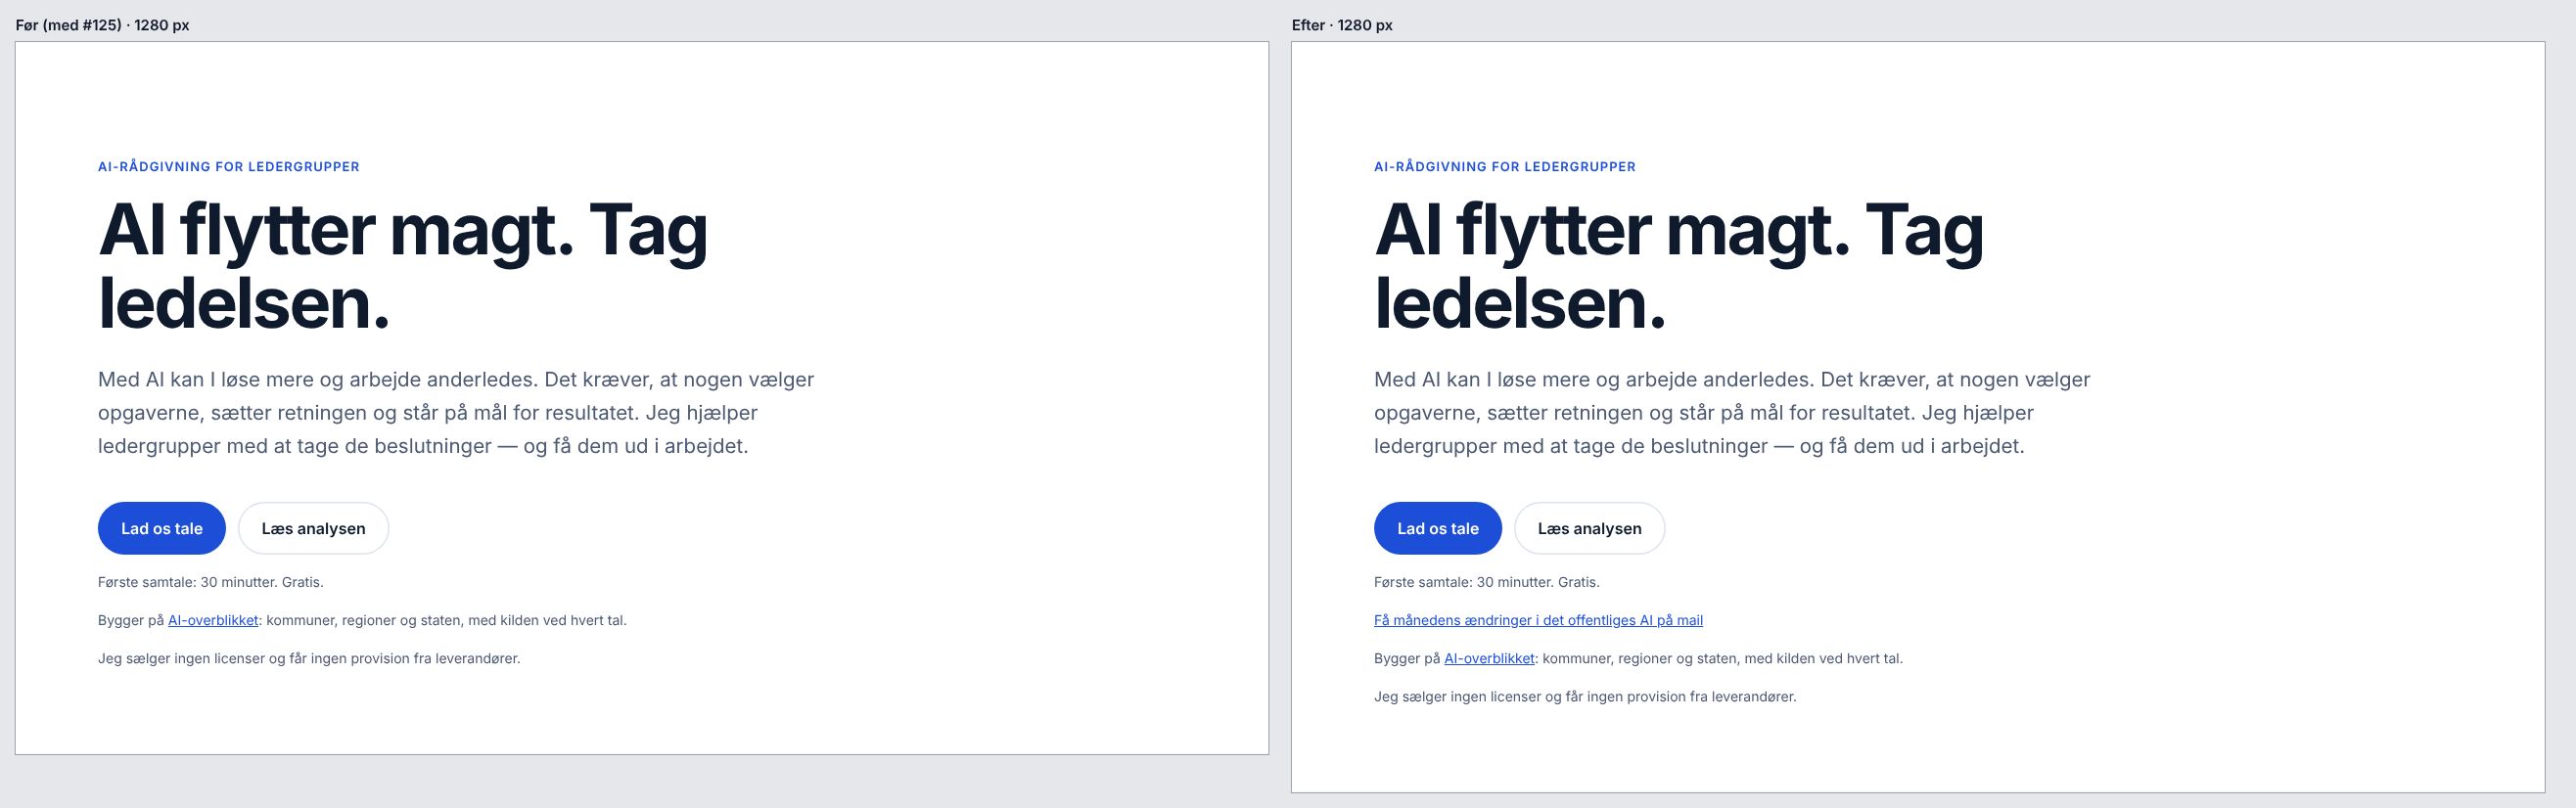 Før (med #125) · 1280 px
AI-RÅDGIVNING FOR LEDERGRUPPER
AI flytter magt. Tag
ledelsen.
Med AI kan I løse mere og arbejde anderledes. Det kræver, at nogen vælger
opgaverne, sætter retningen og står på mål for resultatet. Jeg hjælper
ledergrupper med at tage de beslutninger — og få dem ud i arbejdet.
Lad os tale
Læs analysen
Første samtale: 30 minutter. Gratis.
Bygger på AI-overblikket: kommuner, regioner og staten, med kilden ved hvert tal.
Jeg sælger ingen licenser og får ingen provision fra leverandører.
Efter · 1280 px
AI-RÅDGIVNING FOR LEDERGRUPPER
AI flytter magt. Tag
ledelsen.
Med AI kan I løse mere og arbejde anderledes. Det kræver, at nogen vælger
opgaverne, sætter retningen og står på mål for resultatet. Jeg hjælper
ledergrupper med at tage de beslutninger — og få dem ud i arbejdet.
Lad os tale
Læs analysen
Første samtale: 30 minutter. Gratis.
Få månedens ændringer i det offentliges AI på mail
Bygger på AI-overblikket: kommuner, regioner og staten, med kilden ved hvert tal.
Jeg sælger ingen licenser og får ingen provision fra leverandører.